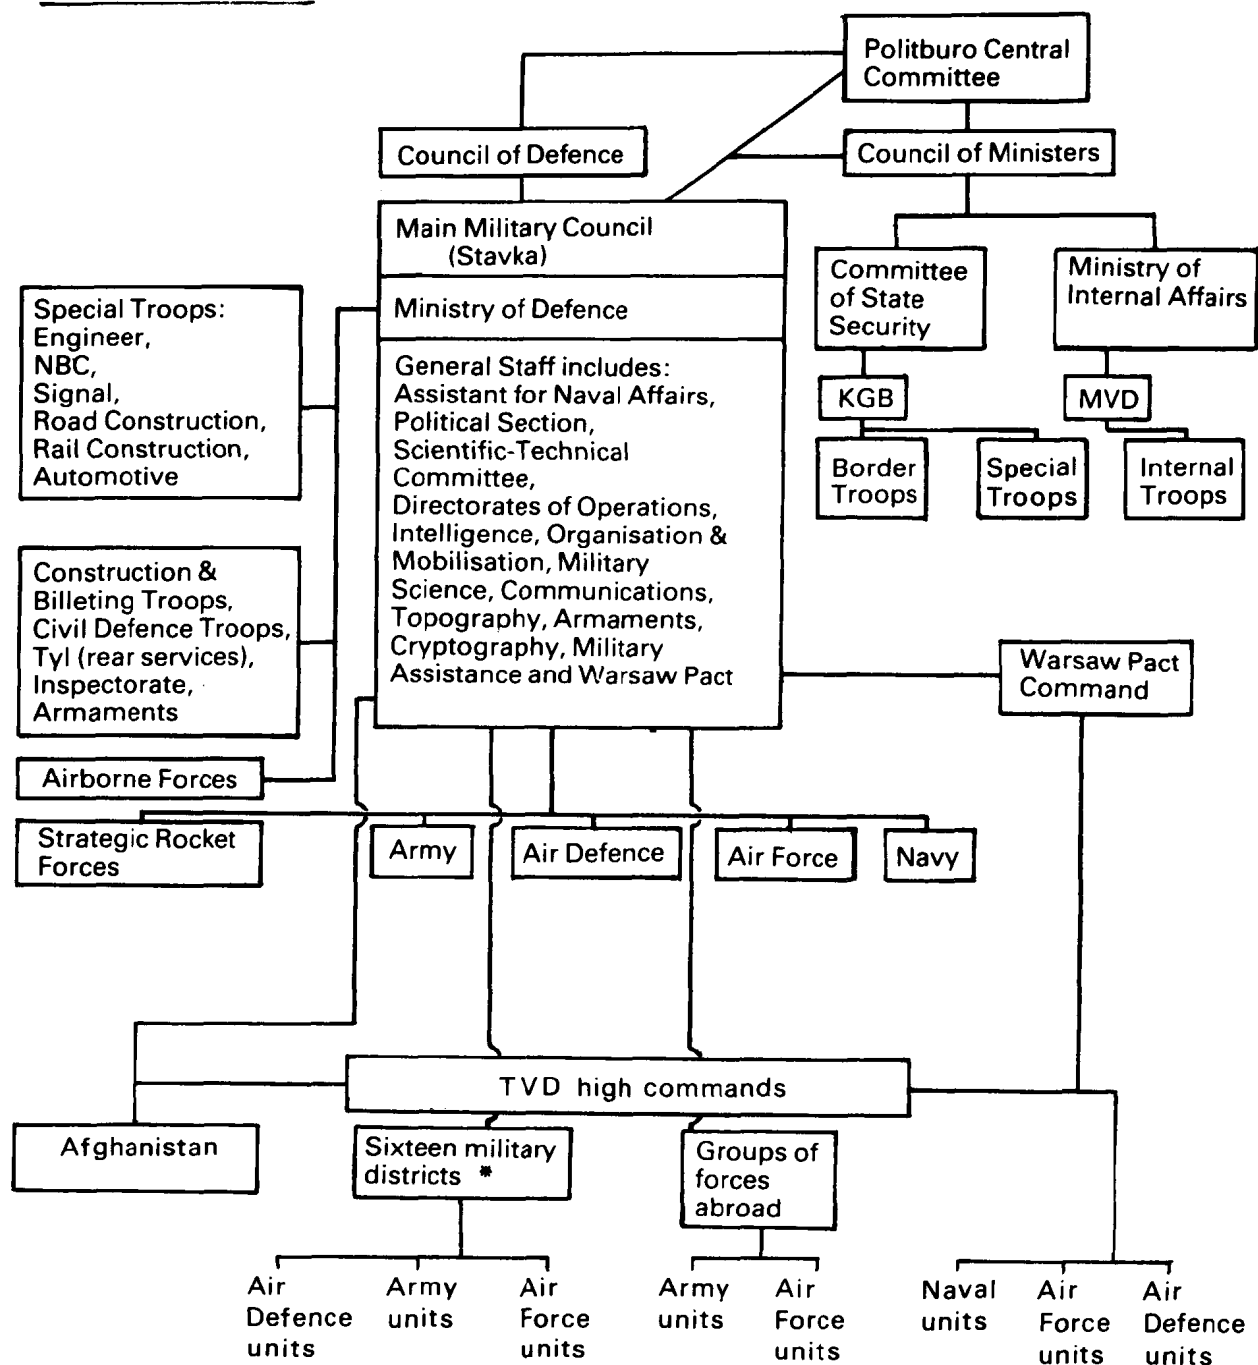 Politburo Central
Committee
Council of Defence
Council of Ministers
Main Military Council
(Stavka)
Committee
of State
Security
Ministry of
Internal Affairs
Special Troops:
Engineer,
NBC,
Signal,
Road Construction,
Rail Construction,
Automotive
Ministry of Defence
General Staff includes:
Assistant for Naval Affairs,
Political Section,
Scientific-Technical
Committee,
Directorates of Operations,
Intelligence, Organisation &
Mobilisation, Military
Science, Communications,
Topography, Armaments,
Cryptography, Military
Assistance and Warsaw Pact
KGB
MVD
Border
Troops
Special
Troops
Internal
Troops
Construction &
Billeting Troops,
Civil Defence Troops,
Tyl (rear services),
Inspectorate,
Armaments
Warsaw Pact
Command
Airborne Forces
Strategic Rocket
Forces
Army
Air Defence
Air Force
Navy
TVD high commands
Afghanistan
Sixteen military
districts *
Groups of
forces
abroad
Air
Defence
units
Army
units
Air
Force
units
Army
units
Air
Force
units
Naval
units
Air
Force
units
Air
Defence
units